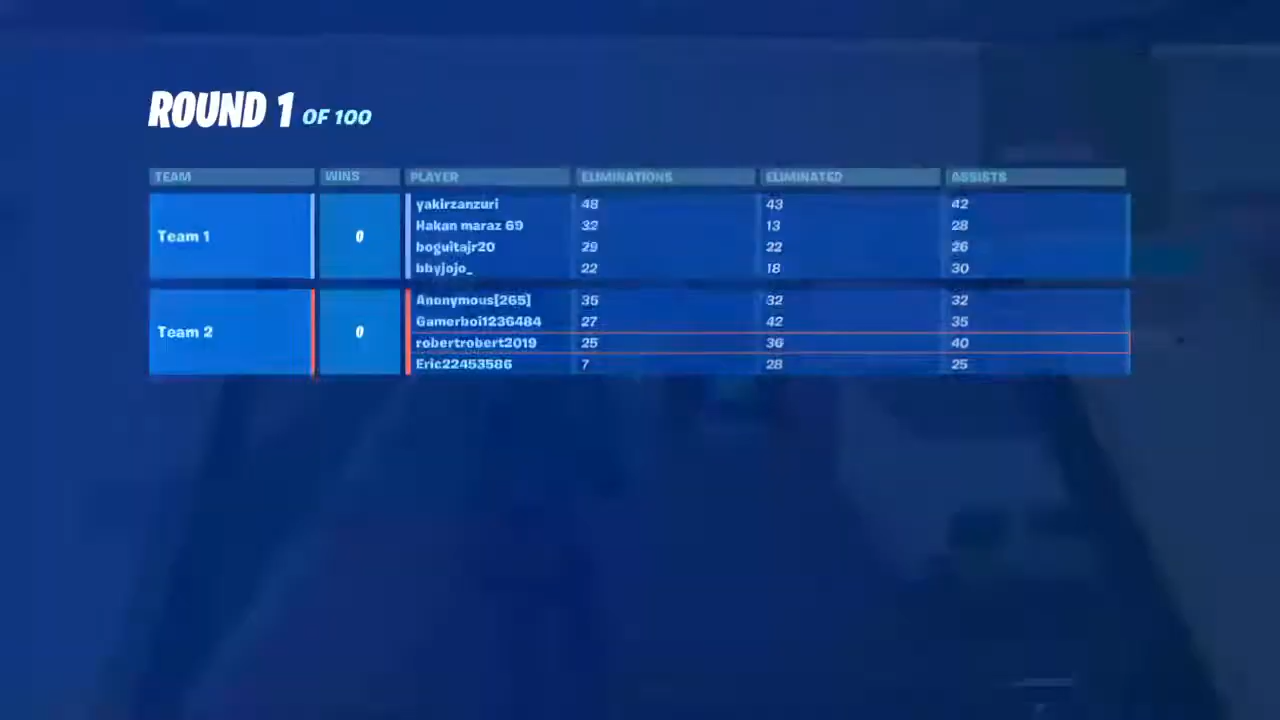 ROUND 1 OF 100
TEAM WINS PLAYER ELIMINATIONS ELIMINATED ASSISTS
Team 1 0
yakirzanzuri 48 43 42
Hakan maraz 69 32 13 28
boguitajr20 29 22 26
bbyjojo_ 22 18 30
Team 2 0
Anonymous[265] 35 32 32
Gamerboi1236484 27 42 35
robertrobert2019 25 36 40
Eric22453586 7 28 25